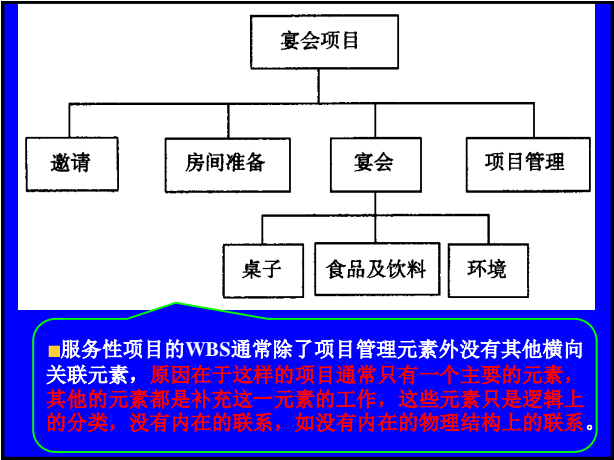 宴会项目
邀请 房间准备 宴会 项目管理
桌子 食品及饮料 环境
■服务性项目的WBS通常除了项目管理元素外没有其他横向
关联元素，原因在于这样的项目通常只有一个主要的元素，
其他的元素都是补充这一元素的工作，这些元素只是逻辑上
的分类，没有内在的联系，如没有内在的物理结构上的联系。